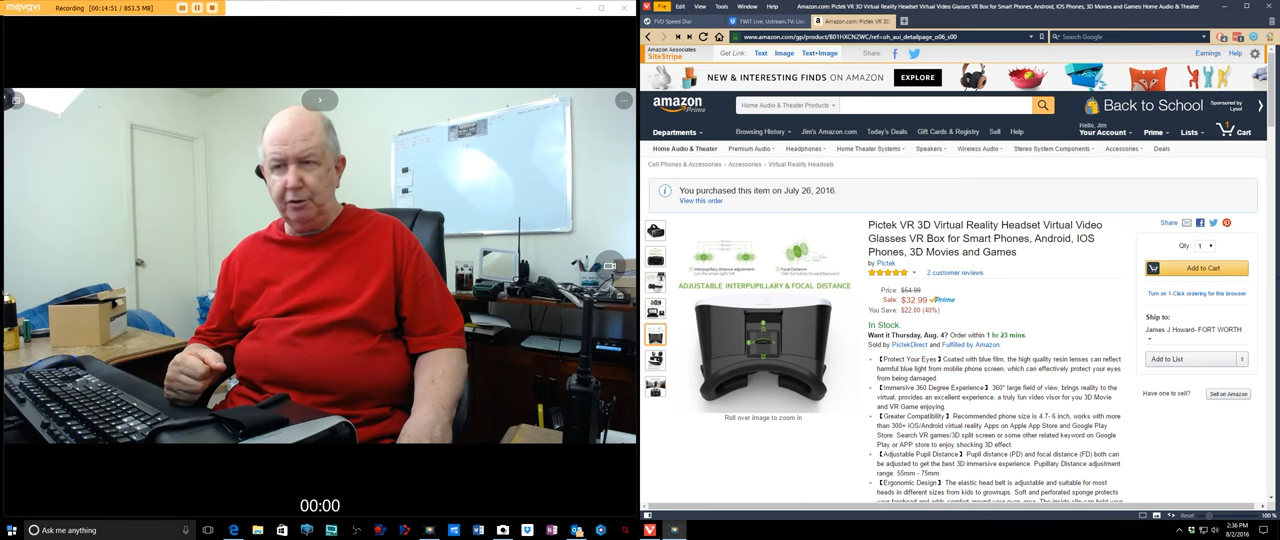 movavi
Recording (00:14:51 / 853.5 MB)
00:00
File Edit View Tools Window Help
Amazon.com: Pictek VR 3D Virtual Reality Headset Virtual Video Glasses VR Box for Smart Phones, Android, IOS Phones, 3D Movies and Games: Home Audio & Theater
FVD Speed Dial
TWiT Live, Ustream.TV: Live
Amazon.com: Pictek VR 3D
www.amazon.com/gp/product/B01HXCNZWC/ref=oh_aui_detailpage_o06_s00
Search Google
Amazon Associates
SiteStripe
Get Link: Text Image Text+Image Share:
Earnings Help
NEW & INTERESTING FINDS ON AMAZON EXPLORE
amazon
Prime
Home Audio & Theater Products
Back to School
Sponsored by
Lysol
Departments
Browsing History Jim's Amazon.com Today's Deals Gift Cards & Registry Sell Help
Hello, Jim
Your Account Prime Lists 1 Cart
Home Audio & Theater Premium Audio Headphones Home Theater Systems Speakers Wireless Audio Stereo System Components Accessories Deals
Cell Phones & Accessories › Accessories › Virtual Reality Headsets
You purchased this item on July 26, 2016.
View this order
Interpupillary distance adjustment
Focal Distance
ADJUSTABLE INTERPUPILLARY & FOCAL DISTANCE
Roll over image to zoom in
Pictek VR 3D Virtual Reality Headset Virtual Video
Glasses VR Box for Smart Phones, Android, IOS
Phones, 3D Movies and Games
by Pictek
2 customer reviews
Price: $54.99
Sale: $32.99 Prime
You Save: $22.00 (40%)
In Stock.
Want it Thursday, Aug. 4? Order within 1 hr 23 mins
Sold by PictekDirect and Fulfilled by Amazon.
【Protect Your Eyes】Coated with blue film, the high quality resin lenses can reflect
harmful blue light from mobile phone screen, which can effectively protect your eyes
from being damaged.
【Immersive 360 Degree Experience】360° large field of view, brings reality to the
virtual, provides an excellent experience. a truly fun visor for you 3D Movie
and VR Game enjoying.
【Greater Compatibility】Recommended phone size is 4.7- 6 inch, works with more
than 300+ iOS/Android virtual reality Apps on Apple App Store and Google Play
Store. Search VR games/3D split screen or some other related keyword on Google
Play or APP store to enjoy shocking 3D effect.
【Adjustable Pupil Distance】Pupil distance (PD) and focal distance (FD) both can
be adjusted to get the best 3D immersive experience. Pupillary Distance adjustment
range: 55mm - 75mm.
【Ergonomic Design】The elastic head belt is adjustable and suitable for most
heads in different sizes from kids to grownups. Soft and perforated sponge protects
Share
Qty: 1
Add to Cart
Turn on 1-Click ordering for this browser
Ship to:
James J Howard- FORT WORTH
Add to List
Have one to sell? Sell on Amazon
Reset
100 %
Ask me anything
2:36 PM
8/2/2016